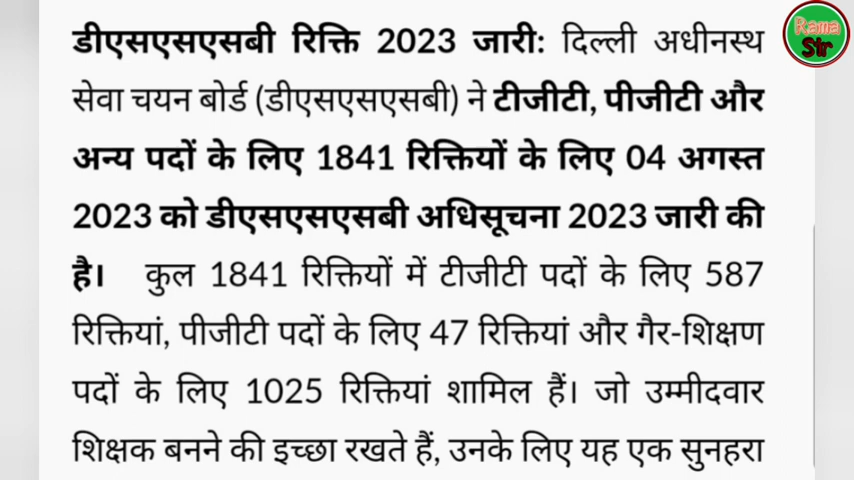 Rama
Str
डीएसएसएसबी रिक्ति 2023 जारी: दिल्ली अधीनस्थ
सेवा चयन बोर्ड (डीएसएसएसबी) ने टीजीटी, पीजीटी और
अन्य पदों के लिए 1841 रिक्तियों के लिए 04 अगस्त
2023 को डीएसएसएसबी अधिसूचना 2023 जारी की
है। कुल 1841 रिक्तियों में टीजीटी पदों के लिए 587
रिक्तियां, पीजीटी पदों के लिए 47 रिक्तियां और गैर-शिक्षण
पदों के लिए 1025 रिक्तियां शामिल हैं। जो उम्मीदवार
शिक्षक बनने की इच्छा रखते हैं, उनके लिए यह एक सुनहरा